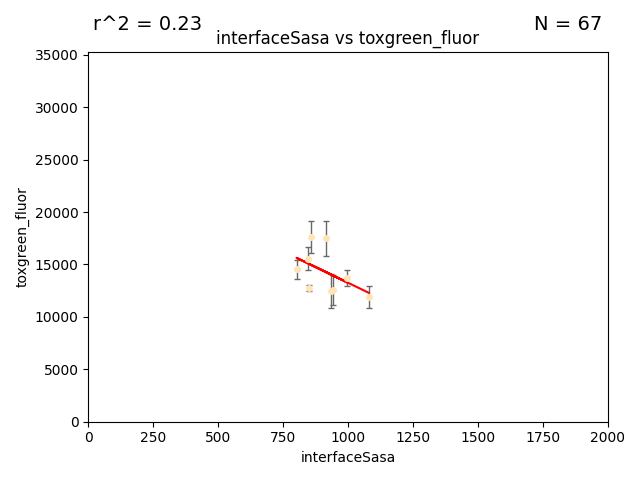 r^2 = 0.23
N = 67
interfaceSasa vs toxgreen_fluor
35000
30000
25000
20000
15000
10000
5000
0
toxgreen_fluor
0 250 500 750 1000 1250 1500 1750 2000
interfaceSasa